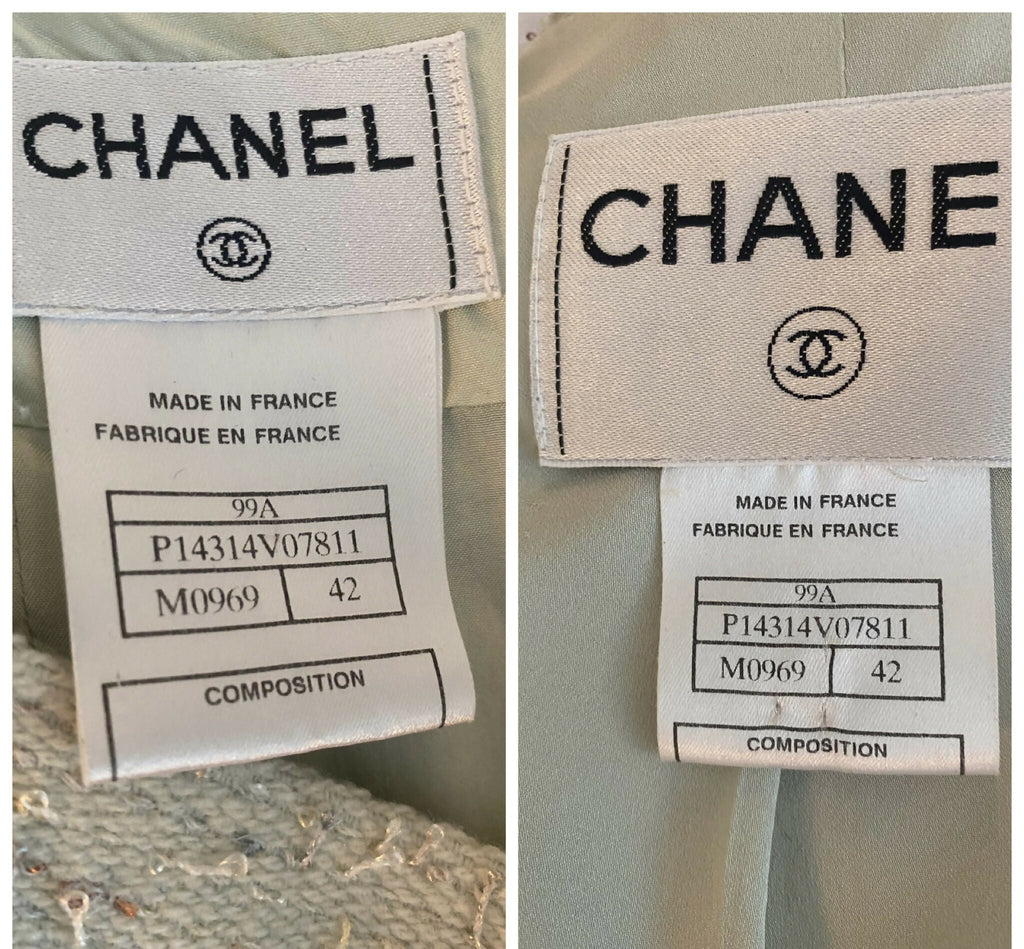 CHANEL
MADE IN FRANCE
FABRIQUE EN FRANCE
99A
P14314V07811
M0969 42
COMPOSITION
CHANE
MADE IN FRANCE
FABRIQUE EN FRANCE
99A
P14314V07811
M0969 42
COMPOSITION